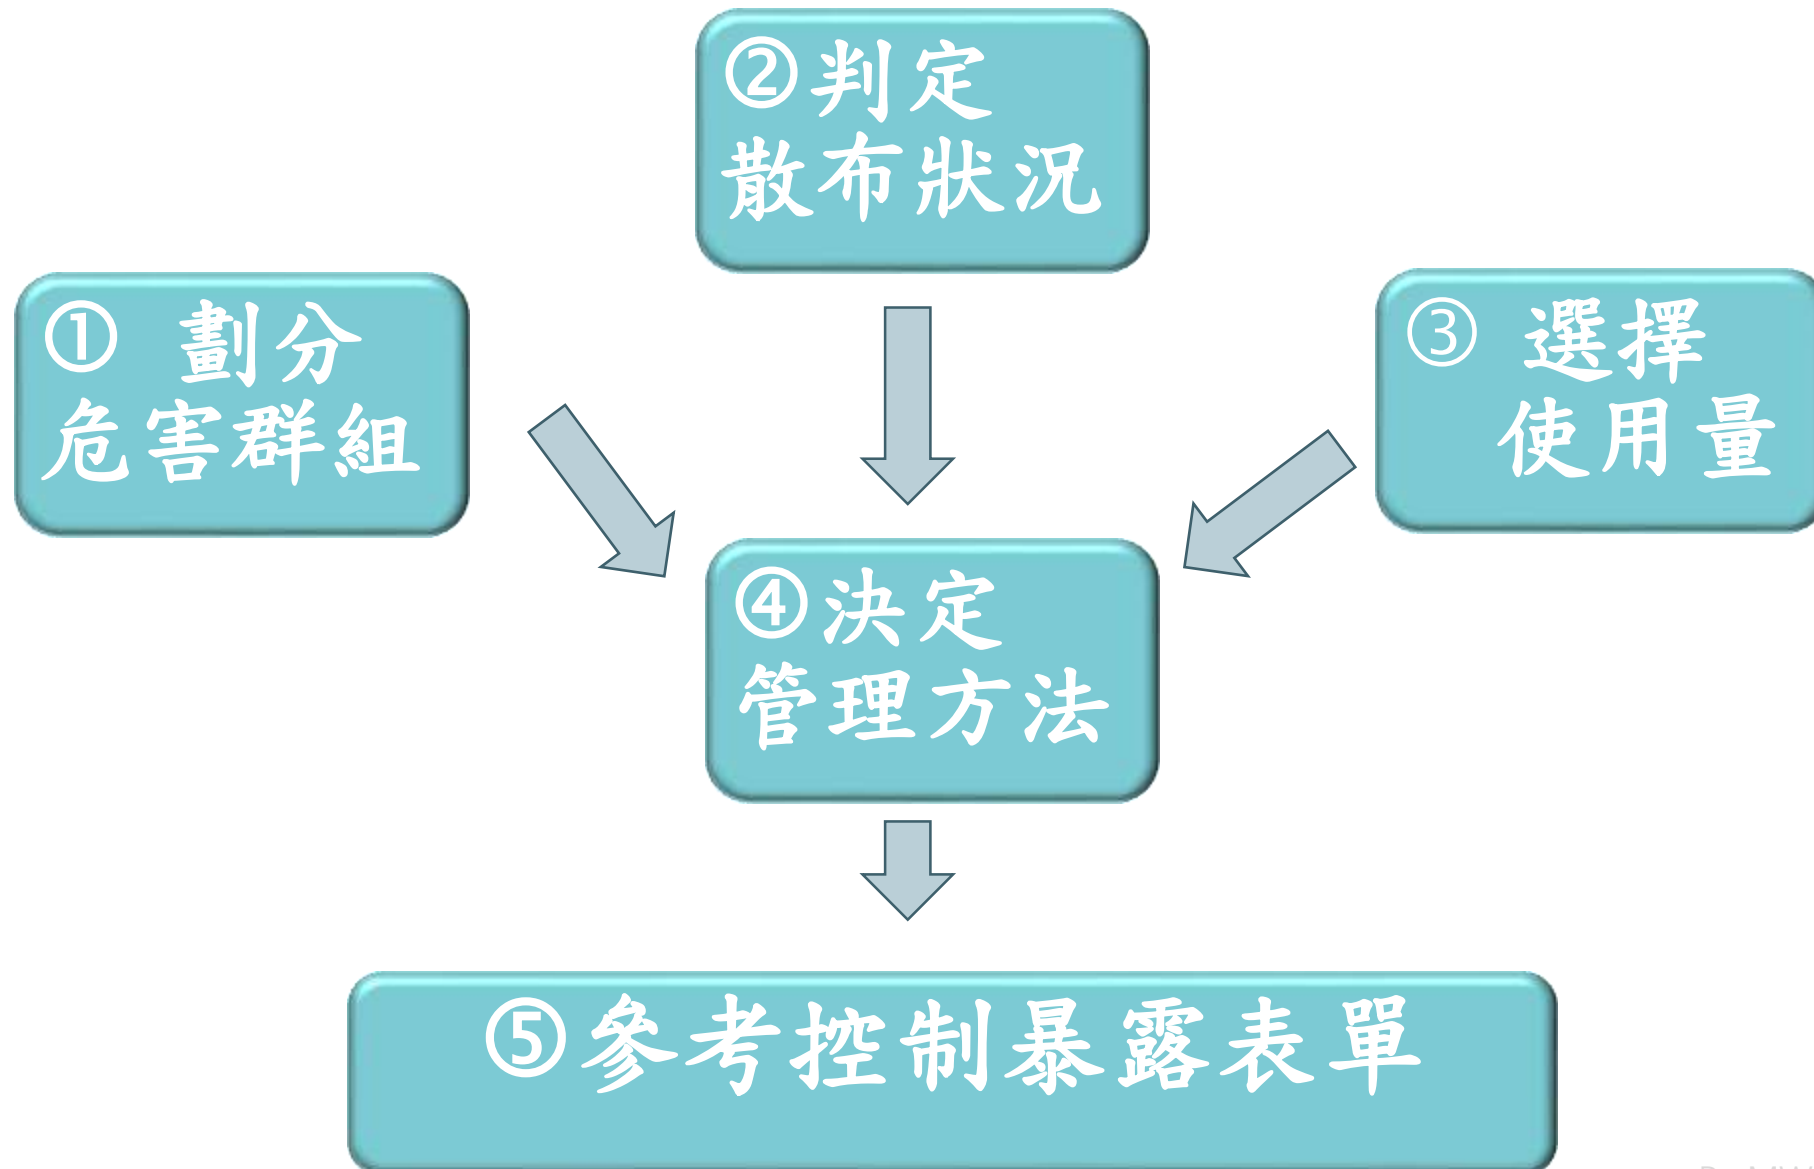 ②判定
散布狀況
① 劃分
危害群組
③ 選擇
使用量
④決定
管理方法
⑤參考控制暴露表單